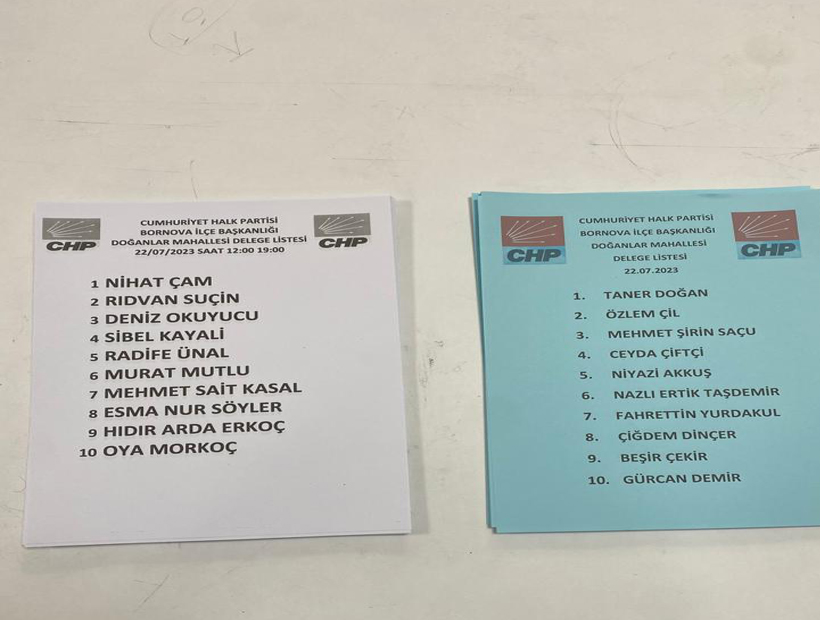 CUMHURİYET HALK PARTİSİ
BORNOVA İLÇE BAŞKANLIĞI
DOĞANLAR MAHALLESİ DELEGE LİSTESİ
22/07/2023 SAAT 12:00 19:00
CHP
CHP
1 NİHAT ÇAM
2 RIDVAN SUÇİN
3 DENİZ OKUYUCU
4 SİBEL KAYALİ
5 RADİFE ÜNAL
6 MURAT MUTLU
7 MEHMET SAİT KASAL
8 ESMA NUR SÖYLER
9 HIDIR ARDA ERKOÇ
10 OYA MORKOÇ
CUMHURİYET HALK PARTİSİ
BORNOVA İLÇE BAŞKANLIĞI
DOĞANLAR MAHALLESİ
DELEGE LİSTESİ
22.07.2023
CHP
CHP
1. TANER DOĞAN
2. ÖZLEM ÇİL
3. MEHMET ŞİRİN SAÇU
4. CEYDA ÇİFTÇİ
5. NİYAZİ AKKUŞ
6. NAZLI ERTİK TAŞDEMİR
7. FAHRETTİN YURDAKUL
8. ÇİĞDEM DİNÇER
9. BEŞİR ÇEKİR
10. GÜRCAN DEMİR